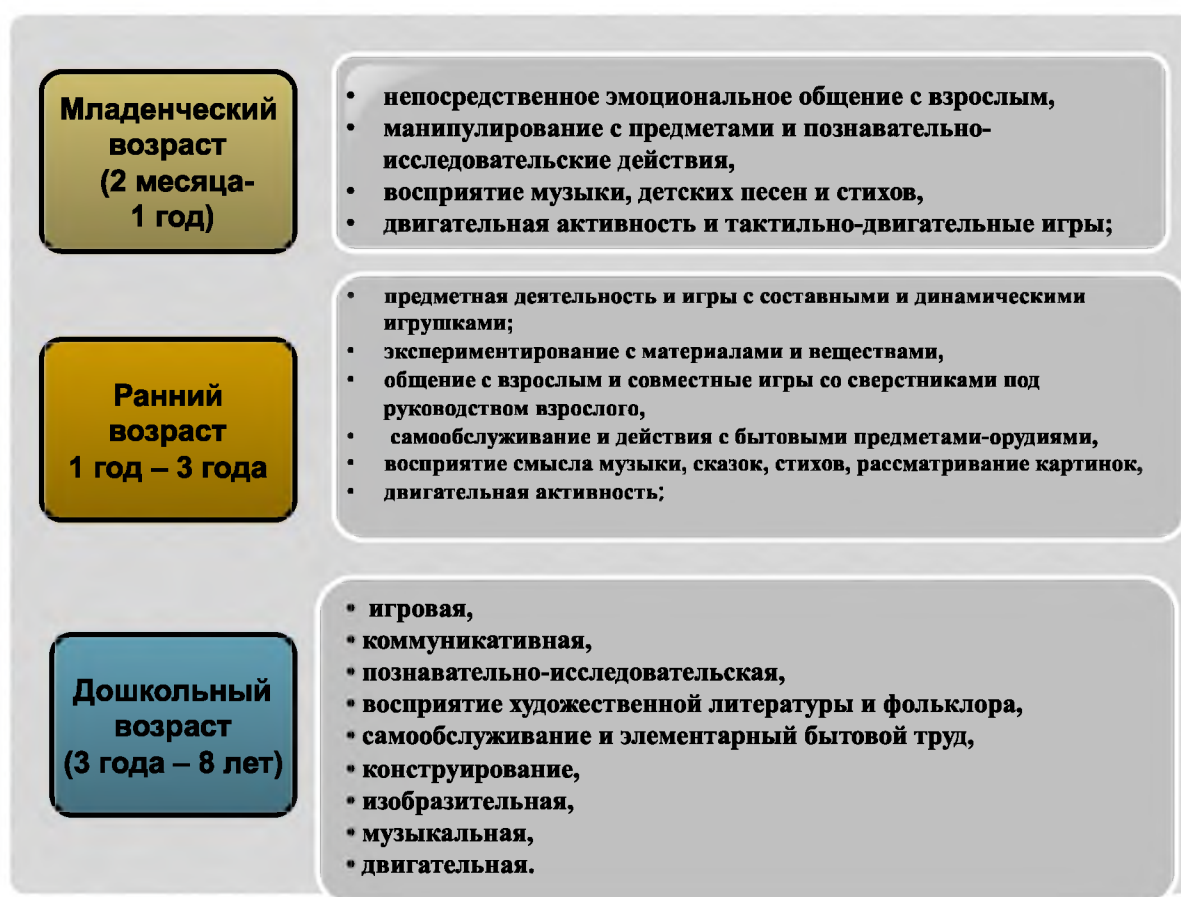 Младенческий
возраст
(2 месяца-
1 год)
• непосредственное эмоциональное общение с взрослым,
• манипулирование с предметами и познавательно-
исследовательские действия,
• восприятие музыки, детских песен и стихов,
• двигательная активность и тактильно-двигательные игры;
Ранний
возраст
1 год – 3 года
• предметная деятельность и игры с составными и динамическими
игрушками;
• экспериментирование с материалами и веществами,
• общение с взрослым и совместные игры со сверстниками под
руководством взрослого,
• самообслуживание и действия с бытовыми предметами-орудиями,
• восприятие смысла музыки, сказок, стихов, рассматривание картинок,
• двигательная активность;
Дошкольный
возраст
(3 года – 8 лет)
• игровая,
• коммуникативная,
• познавательно-исследовательская,
• восприятие художественной литературы и фольклора,
• самообслуживание и элементарный бытовой труд,
• конструирование,
• изобразительная,
• музыкальная,
• двигательная.